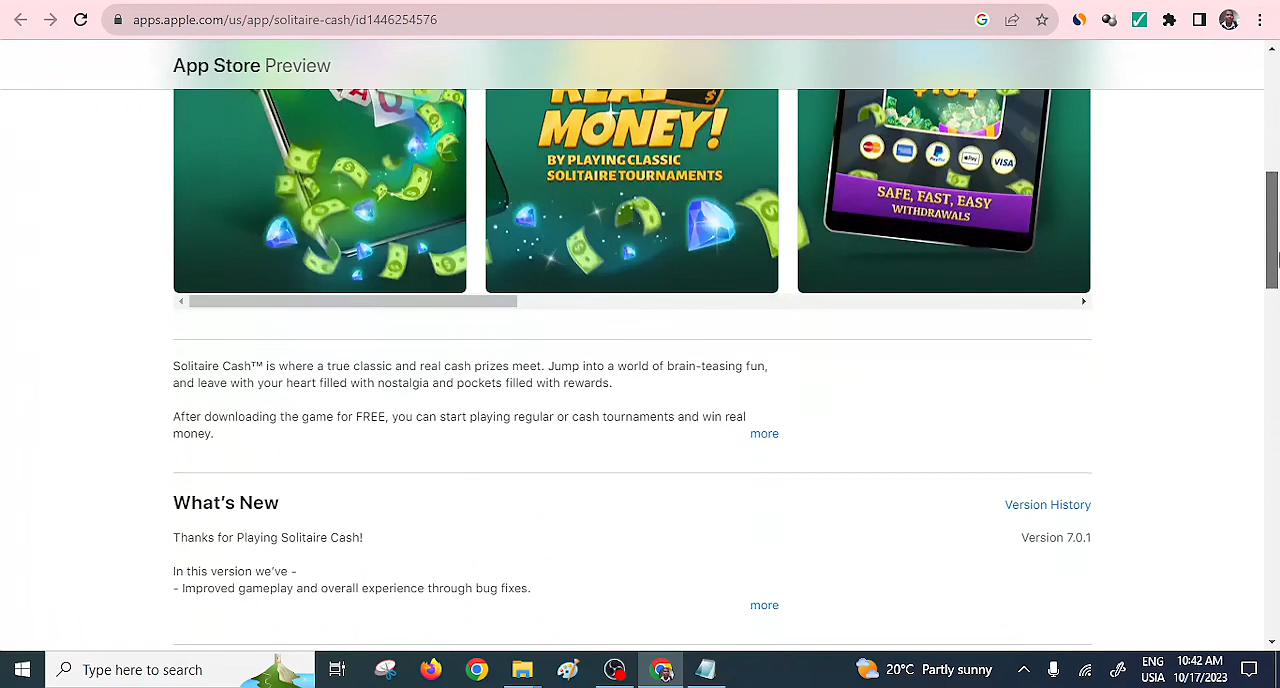 apps.apple.com/us/app/solitaire-cash/id1446254576
App Store Preview
A
Q
REAL
MONEY!
BY PLAYING CLASSIC
SOLITAIRE TOURNAMENTS
PayPal
Pay
VISA
SAFE, FAST, EASY
WITHDRAWALS
Solitaire Cash™ is where a true classic and real cash prizes meet. Jump into a world of brain-teasing fun,
and leave with your heart filled with nostalgia and pockets filled with rewards.
After downloading the game for FREE, you can start playing regular or cash tournaments and win real
money.
more
What's New
Version History
Thanks for Playing Solitaire Cash!
Version 7.0.1
In this version we've -
- Improved gameplay and overall experience through bug fixes.
more
Type here to search
20°C Partly sunny
ENG
USIA
10:42 AM
10/17/2023